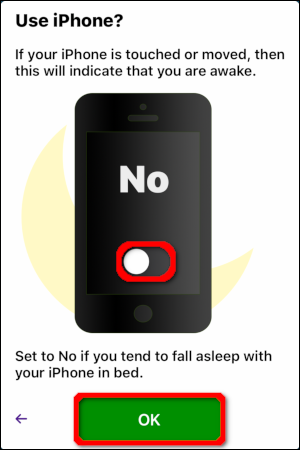 Use iPhone?
If your iPhone is touched or moved, then
this will indicate that you are awake.
No
Set to No if you tend to fall asleep with
your iPhone in bed.
OK